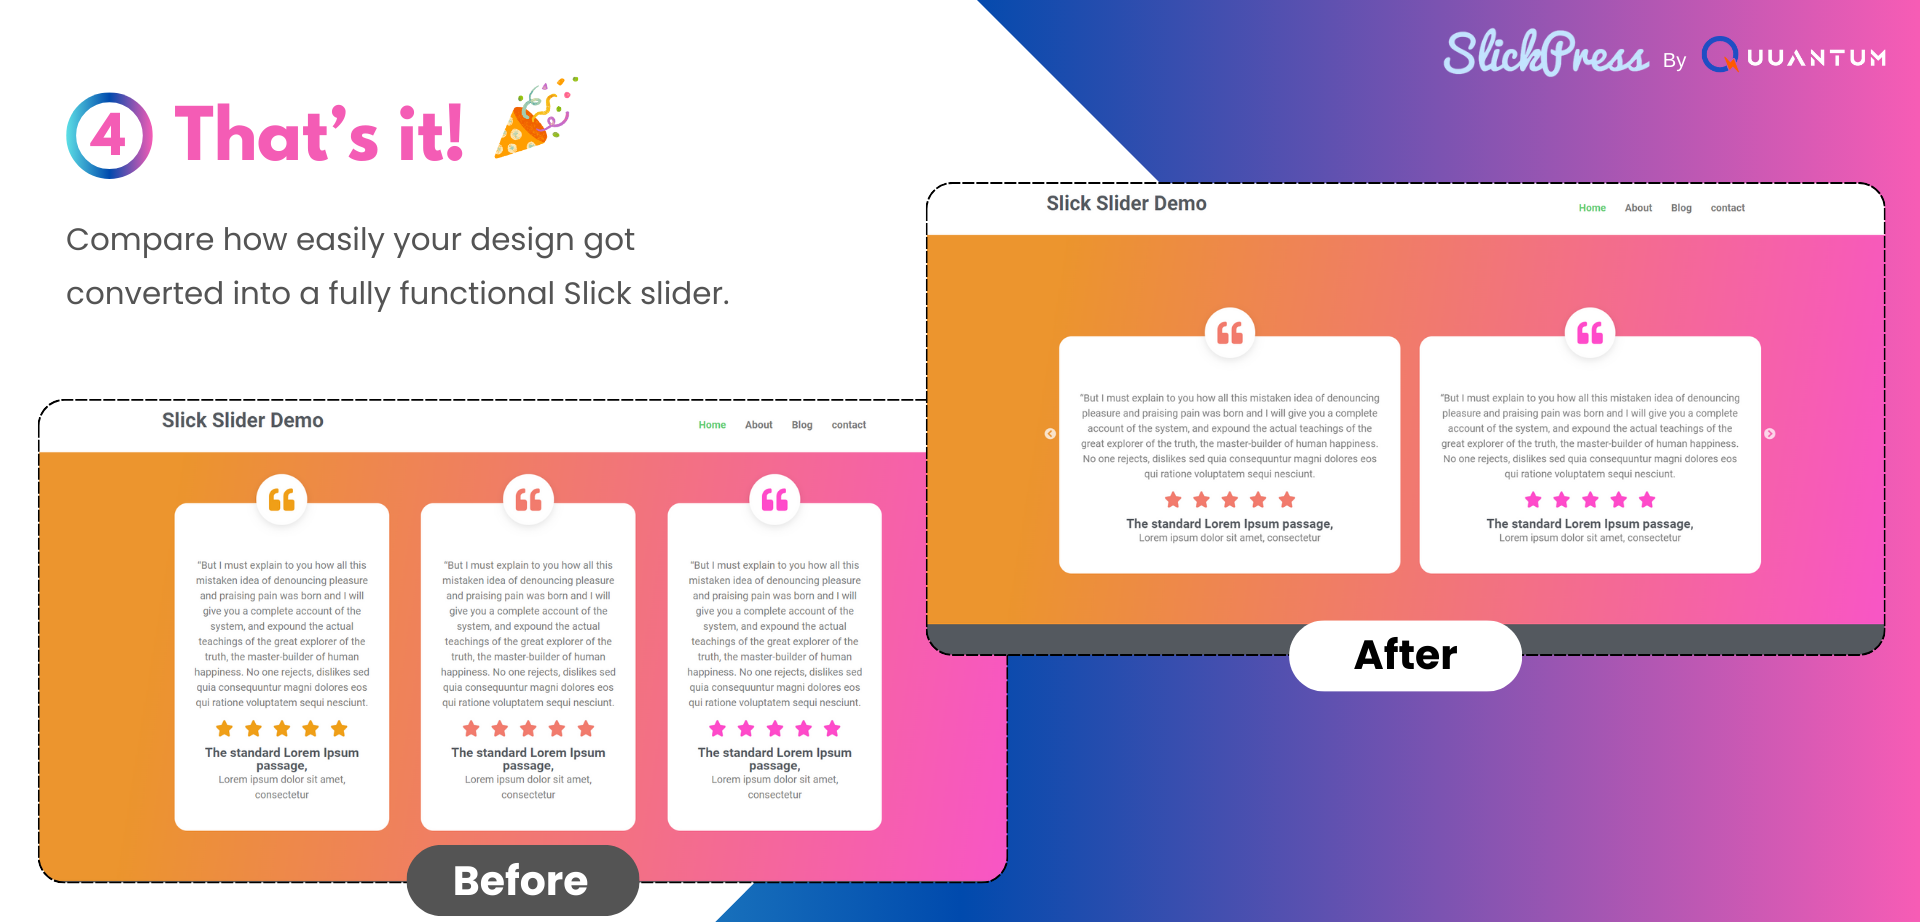 SlickPress By QUUANTUM
4 That’s it!
Compare how easily your design got
converted into a fully functional Slick slider.
Slick Slider Demo
Home About Blog contact
“But I must explain to you how all this
mistaken idea of denouncing pleasure
and praising pain was born and I will
give you a complete account of the
system, and expound the actual
teachings of the great explorer of the
truth, the master-builder of human
happiness. No one rejects, dislikes sed
quia consequuntur magni dolores eos
qui ratione voluptatem sequi nesciunt.
The standard Lorem Ipsum
passage,
Lorem ipsum dolor sit amet,
consectetur
“But I must explain to you how all this
mistaken idea of denouncing pleasure
and praising pain was born and I will
give you a complete account of the
system, and expound the actual
teachings of the great explorer of the
truth, the master-builder of human
happiness. No one rejects, dislikes sed
quia consequuntur magni dolores eos
qui ratione voluptatem sequi nesciunt.
The standard Lorem Ipsum
passage,
Lorem ipsum dolor sit amet,
consectetur
“But I must explain to you how all this
mistaken idea of denouncing pleasure
and praising pain was born and I will
give you a complete account of the
system, and expound the actual
teachings of the great explorer of the
truth, the master-builder of human
happiness. No one rejects, dislikes sed
quia consequuntur magni dolores eos
qui ratione voluptatem sequi nesciunt.
The standard Lorem Ipsum
passage,
Lorem ipsum dolor sit amet,
consectetur
Before
Slick Slider Demo
Home About Blog contact
“But I must explain to you how all this mistaken idea of denouncing
pleasure and praising pain was born and I will give you a complete
account of the system, and expound the actual teachings of the
great explorer of the truth, the master-builder of human happiness.
No one rejects, dislikes sed quia consequuntur magni dolores eos
qui ratione voluptatem sequi nesciunt.
The standard Lorem Ipsum passage,
Lorem ipsum dolor sit amet, consectetur
“But I must explain to you how all this mistaken idea of denouncing
pleasure and praising pain was born and I will give you a complete
account of the system, and expound the actual teachings of the
great explorer of the truth, the master-builder of human happiness.
No one rejects, dislikes sed quia consequuntur magni dolores eos
qui ratione voluptatem sequi nesciunt.
The standard Lorem Ipsum passage,
Lorem ipsum dolor sit amet, consectetur
After